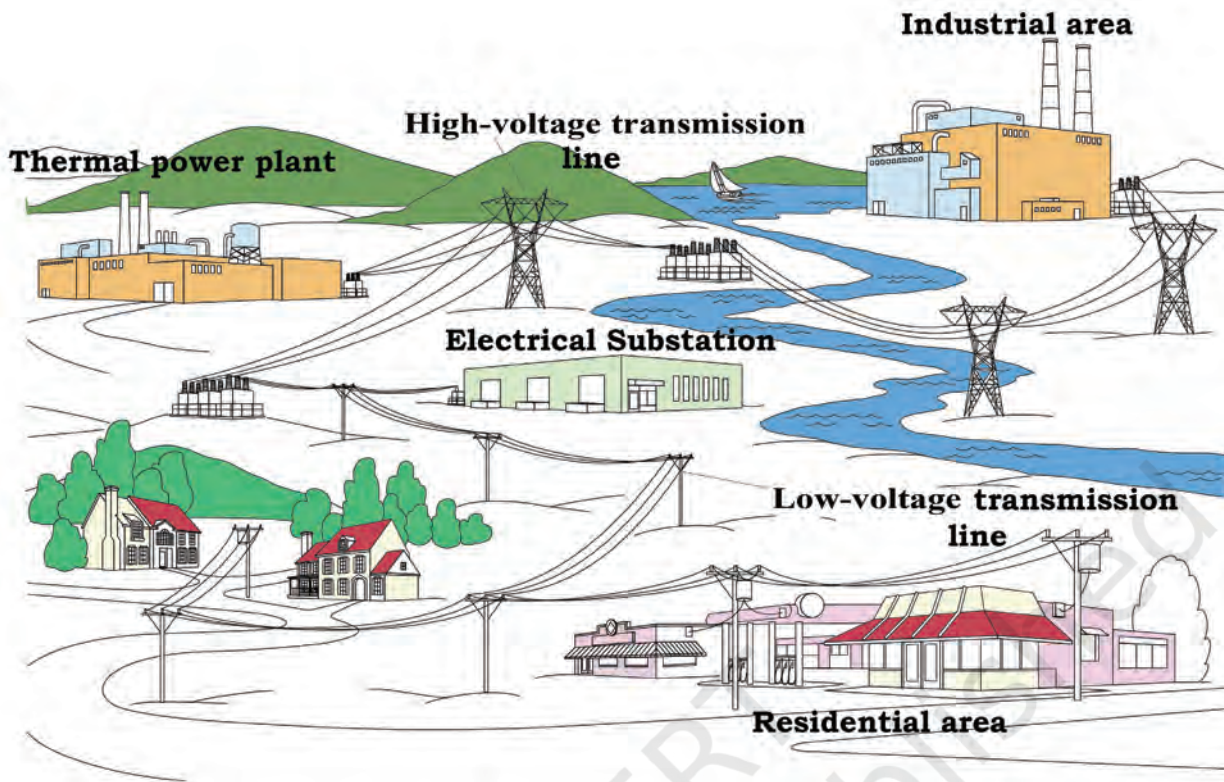 Industrial area
High-voltage transmission
line
Thermal power plant
Electrical Substation
Low-voltage transmission
line
Residential area